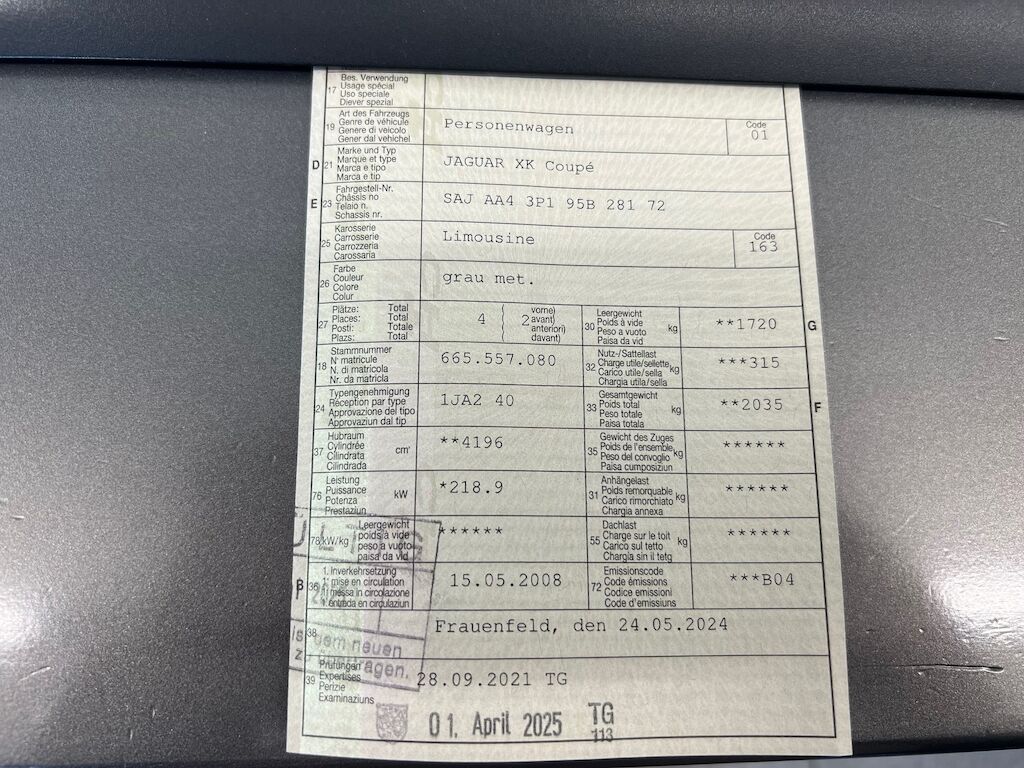 17 Bes. Verwendung
Usage spécial
Uso speciale
Diever spezial
19 Art des Fahrzeugs
Genre de véhicule
Genere di veicolo
Gener dal vehichel
Personenwagen
Code
01
D 21 Marke und Typ
Marque et type
Marca e tipo
Marca e tip
JAGUAR XK Coupé
E 23 Fahrgestell-Nr.
Châssis no
Telaio n.
Schassis nr.
SAJ AA4 3P1 95B 281 72
25 Karosserie
Carrosserie
Carrozzeria
Carossaria
Limousine
Code
163
26 Farbe
Couleur
Colore
Colur
grau met.
27 Plätze: Total
Places: Total
Posti: Totale
Plazs: Total
4 ( 2 vorne)
avant)
anteriori)
davant)
30 Leergewicht
Poids à vide
Peso a vuoto
Paisa da vid
kg
**1720
G
18 Stammnummer
N° matricule
N. di matricola
Nr. da matricla
665.557.080
32 Nutz-/Sattellast
Charge utile/sellette
Carico utile/sella
Chargia utila/sella
kg
***315
24 Typengenehmigung
Réception par type
Approvazione del tipo
Approvaziun dal tip
1JA2 40
33 Gesamtgewicht
Poids total
Peso totale
Paisa totala
kg
**2035
F
37 Hubraum
Cylindrée
Cilindrata
Cilindrada
cm³
**4196
35 Gewicht des Zuges
Poids de l'ensemble
Peso del convoglio
Paisa cumposiziun
kg
******
76 Leistung
Puissance
Potenza
Prestaziun
kW
*218.9
31 Anhängelast
Poids remorquable
Carico rimorchiato
Chargia annexa
kg
******
78 kW/kg Leergewicht
poids à vide
peso a vuoto
paisa da vid
******
55 Dachlast
Charge sur le toit
Carico sul tetto
Chargia sin il tetg
kg
******
B 36 1. Inverkehrsetzung
1. mise en circulation
1. messa in circolazione
1. entrada en circulaziun
15.05.2008
72 Emissionscode
Code émissions
Codice emissioni
Code d'emissiuns
***B04
38
dem neuen
Frauenfeld, den 24.05.2024
39 Prüfungen
Expertises
Perizie
Examinaziuns
28.09.2021 TG
01. April 2025 TG
113